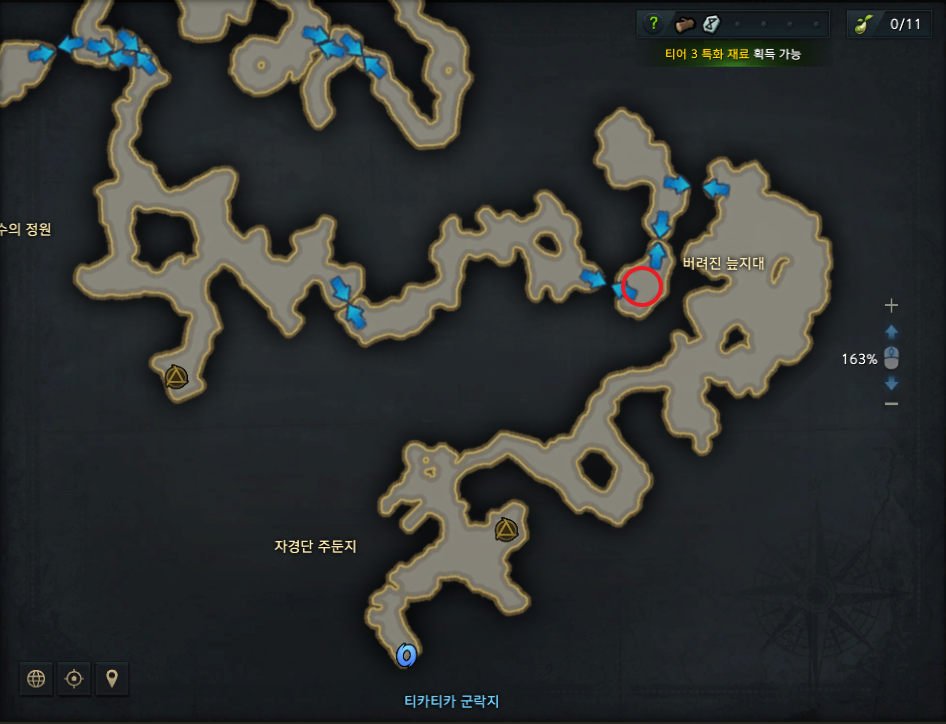 ?
0/11
티어 3 특화 재료 획득 가능
수의 정원
버려진 늪지대
163%
자경단 주둔지
티카티카 군락지